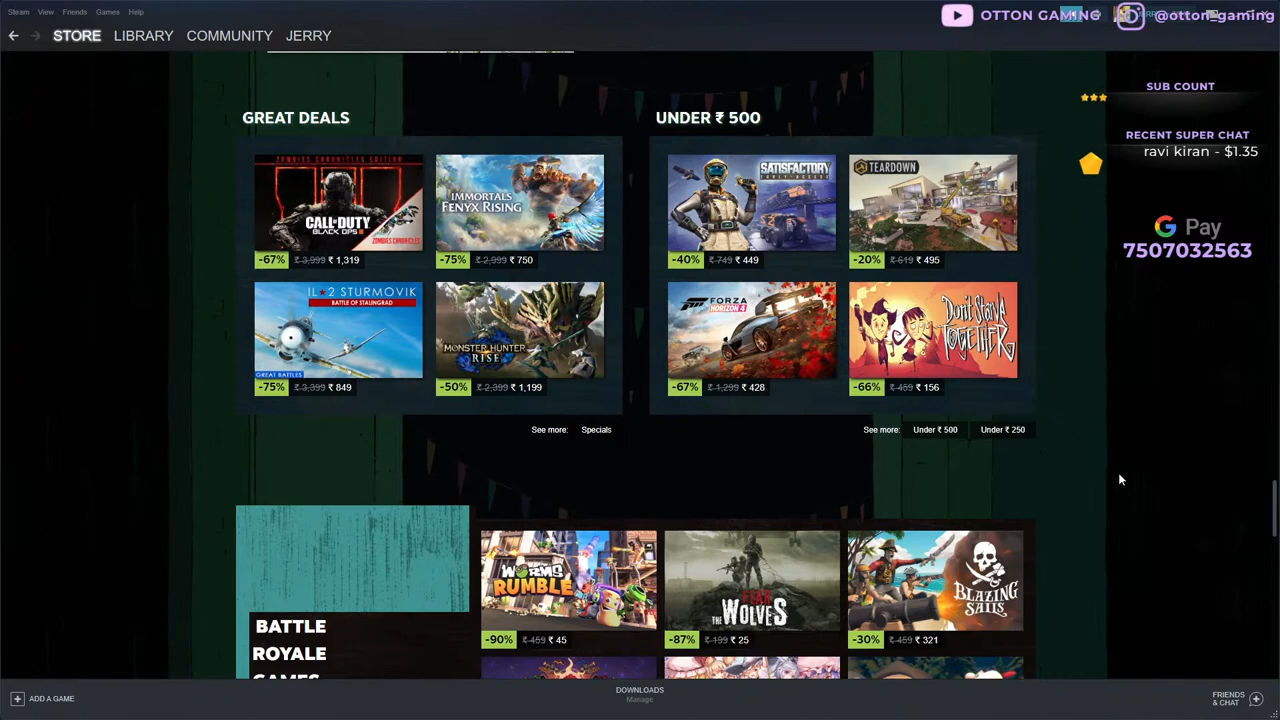 Steam View Friends Games Help
OTTON GAMING
@otton-gaming
STORE LIBRARY COMMUNITY JERRY
SUB COUNT
RECENT SUPER CHAT
ravi kiran - $1.35
G Pay
7507032563
GREAT DEALS
ZOMBIES CHRONICLES EDITION
CALL OF DUTY
BLACK OPS III
ZOMBIES CHRONICLES
-67% ₹ 3,999 ₹ 1,319
IMMORTALS
FENYX RISING
-75% ₹ 2,999 ₹ 750
IL★2 STURMOVIK
BATTLE OF STALINGRAD
GREAT BATTLES
-75% ₹ 3,399 ₹ 849
MONSTER HUNTER
RISE
-50% ₹ 2,399 ₹ 1,199
See more: Specials
UNDER ₹ 500
SATISFACTORY
EARLY ACCESS
-40% ₹ 749 ₹ 449
TEARDOWN
-20% ₹ 619 ₹ 495
FORZA
HORIZON 4
-67% ₹ 1,299 ₹ 428
Don't Starve
TOGETHER
-66% ₹ 459 ₹ 156
See more: Under ₹ 500 Under ₹ 250
BATTLE
ROYALE
GAMES
WORMS
RUMBLE
-90% ₹ 459 ₹ 45
FEAR
THE WOLVES
-87% ₹ 199 ₹ 25
BLAZING
SAILS
-30% ₹ 459 ₹ 321
ADD A GAME
DOWNLOADS
Manage
FRIENDS
& CHAT